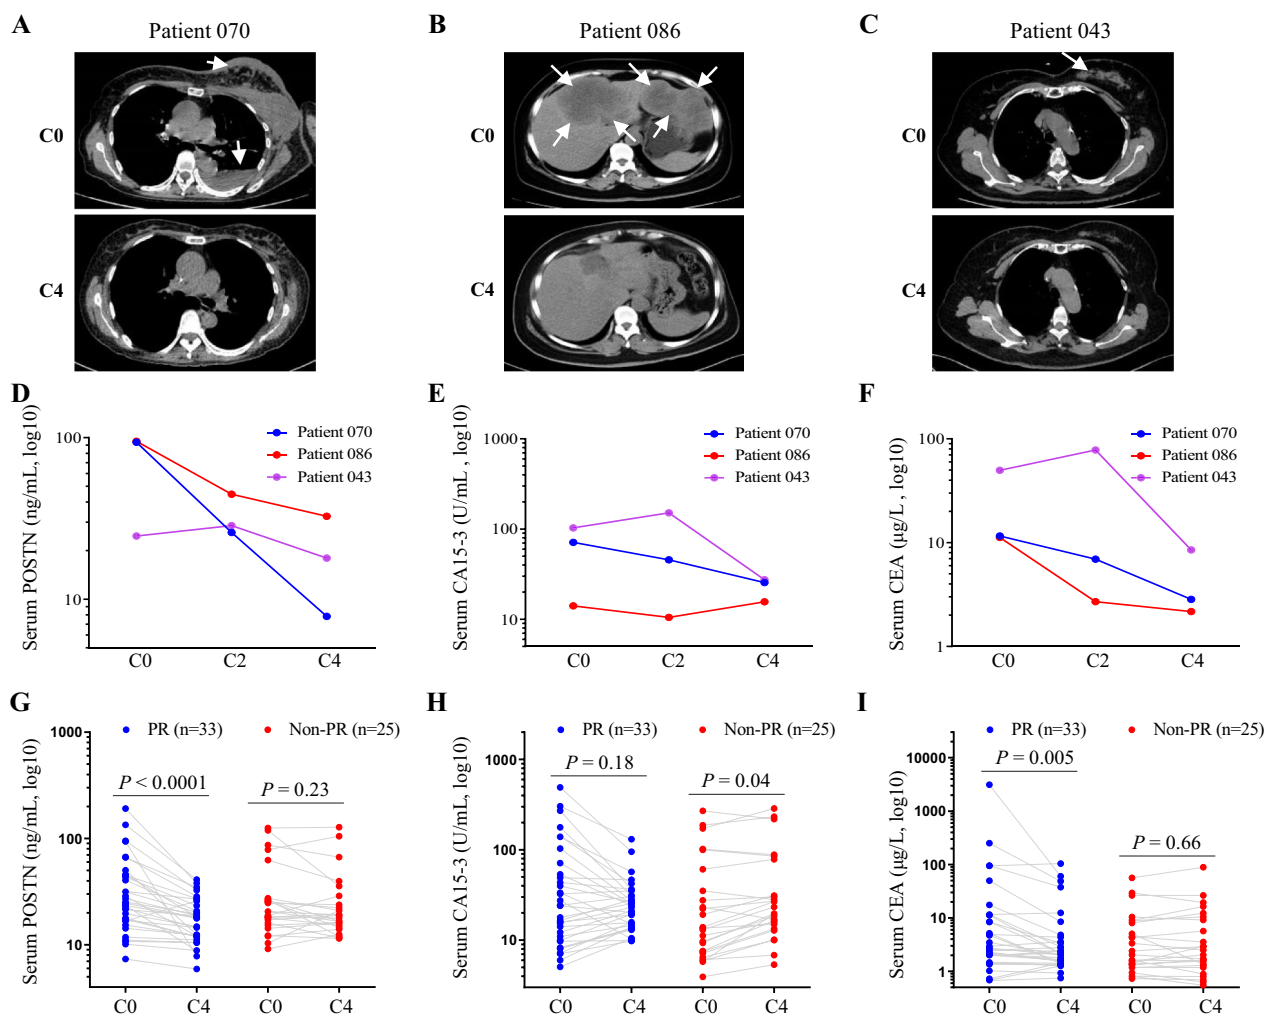 A
Patient 070
B
Patient 086
C
Patient 043
C0
C0
C0
C4
C4
C4
D
Serum POSTN (ng/mL, log10)
100
10
C0
C2
C4
Patient 070
Patient 086
Patient 043
E
Serum CA15-3 (U/mL, log10)
1000
100
10
C0
C2
C4
Patient 070
Patient 086
Patient 043
F
Serum CEA (µg/L, log10)
100
10
1
C0
C2
C4
Patient 070
Patient 086
Patient 043
G
Serum POSTN (ng/mL, log10)
1000
100
10
PR (n=33)
Non-PR (n=25)
P < 0.0001
P = 0.23
C0
C4
C0
C4
H
Serum CA15-3 (U/mL, log10)
1000
100
10
PR (n=33)
Non-PR (n=25)
P = 0.18
P = 0.04
C0
C4
C0
C4
I
Serum CEA (µg/L, log10)
10000
1000
100
10
1
PR (n=33)
Non-PR (n=25)
P = 0.005
P = 0.66
C0
C4
C0
C4